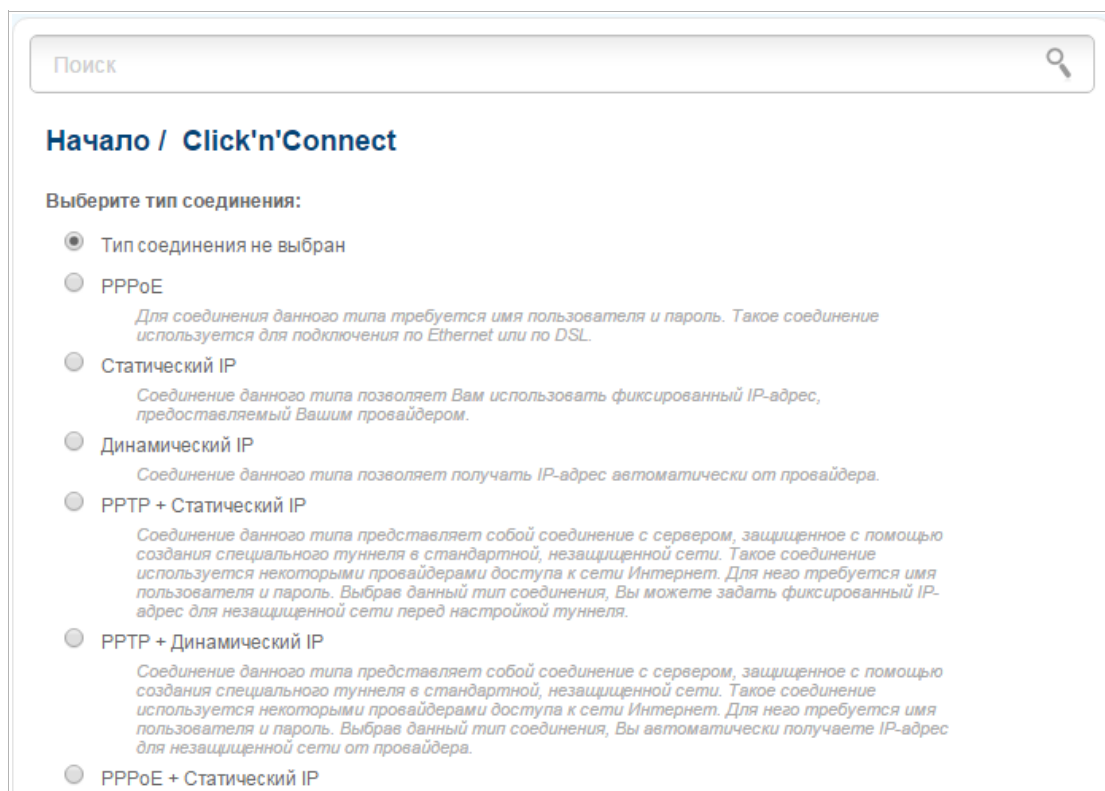 Поиск
Начало /  Click'n'Connect
Выберите тип соединения:
Тип соединения не выбран
PPPoE
Для соединения данного типа требуется имя пользователя и пароль. Такое соединение
используется для подключения по Ethernet или по DSL.
Статический IP
Соединение данного типа позволяет Вам использовать фиксированный IP-адрес,
предоставляемый Вашим провайдером.
Динамический IP
Соединение данного типа позволяет получать IP-адрес автоматически от провайдера.
PPTP + Статический IP
Соединение данного типа представляет собой соединение с сервером, защищенное с помощью
создания специального туннеля в стандартной, незащищенной сети. Такое соединение
используется некоторыми провайдерами доступа к сети Интернет. Для него требуется имя
пользователя и пароль. Выбрав данный тип соединения, Вы можете задать фиксированный IP-
адрес для незащищенной сети перед настройкой туннеля.
PPTP + Динамический IP
Соединение данного типа представляет собой соединение с сервером, защищенное с помощью
создания специального туннеля в стандартной, незащищенной сети. Такое соединение
используется некоторыми провайдерами доступа к сети Интернет. Для него требуется имя
пользователя и пароль. Выбрав данный тип соединения, Вы автоматически получаете IP-адрес
для незащищенной сети от провайдера.
PPPoE + Статический IP